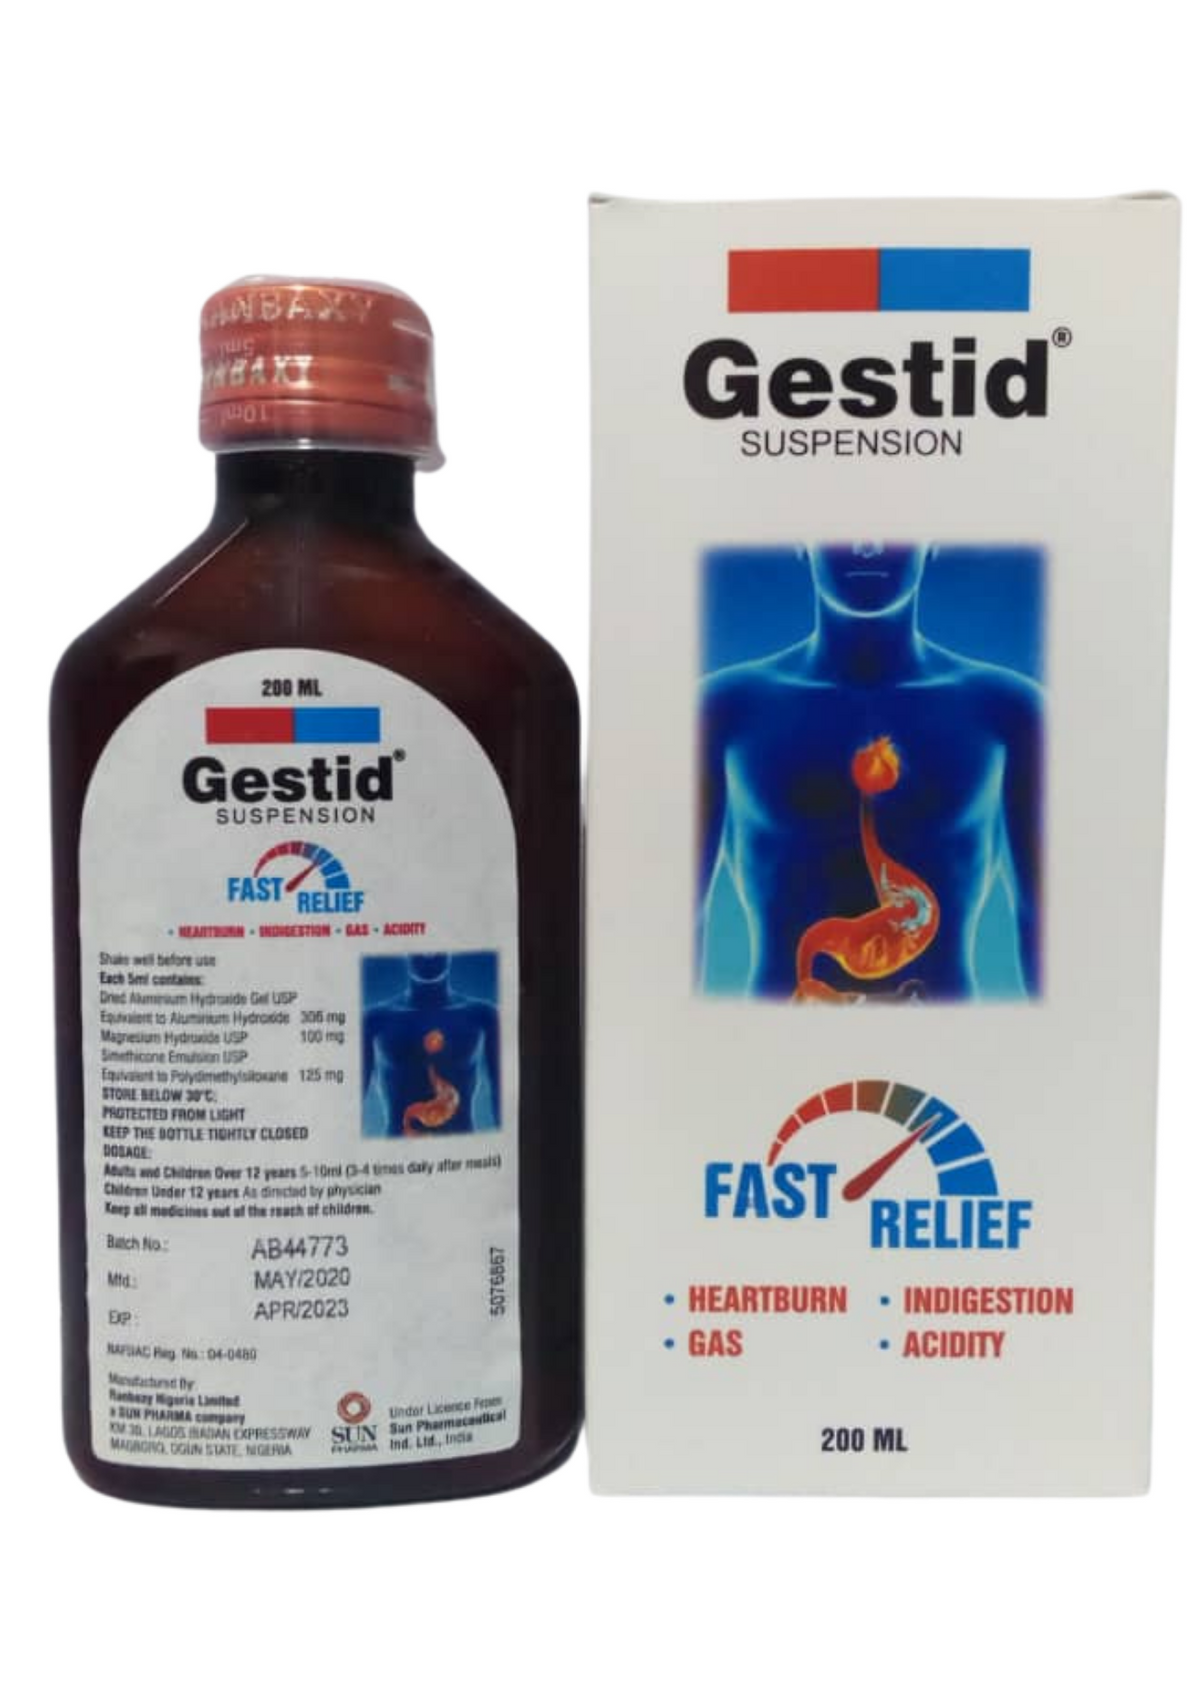 RANBAXY
5ml
RANBAXY
10ml
200 ML
Gestid®
SUSPENSION
FAST RELIEF
• HEARTBURN • INDIGESTION • GAS • ACIDITY
Shake well before use
Each 5ml contains:
Dried Aluminium Hydroxide Gel USP
Equivalent to Aluminium Hydroxide 306 mg
Magnesium Hydroxide USP 100 mg
Simethicone Emulsion USP
Equivalent to Polydimethylsiloxane 125 mg
STORE BELOW 30°C;
PROTECTED FROM LIGHT
KEEP THE BOTTLE TIGHTLY CLOSED
DOSAGE:
Adults and Children Over 12 years 5-10ml (3-4 times daily after meals)
Children Under 12 years As directed by physician
Keep all medicines out of the reach of children.
Batch No.: AB44773
Mfd.: MAY/2020
EXP.: APR/2023
5076867
NAFDAC Reg. No.: 04-0480
Manufactured By:
Ranbaxy Nigeria Limited
a SUN PHARMA company
KM 30, LAGOS IBADAN EXPRESSWAY
MAGBORO, OGUN STATE, NIGERIA
SUN
PHARMA
Under Licence From
Sun Pharmaceutical
Ind. Ltd., India
Gestid®
SUSPENSION
FAST
RELIEF
• HEARTBURN • INDIGESTION
• GAS • ACIDITY
200 ML